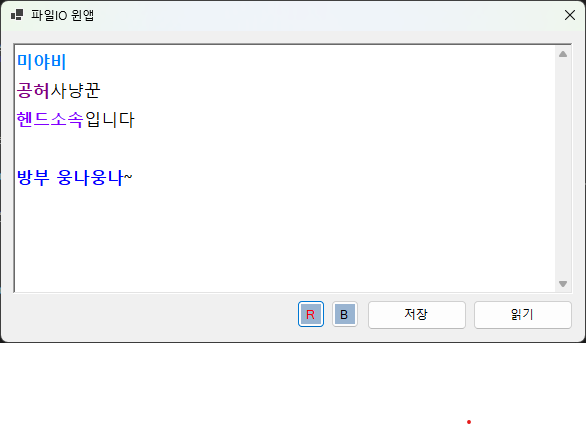 파일IO 윈앱
미야비
공허사냥꾼
헨드소속입니다
방부 웅나웅나~
R B 저장 읽기